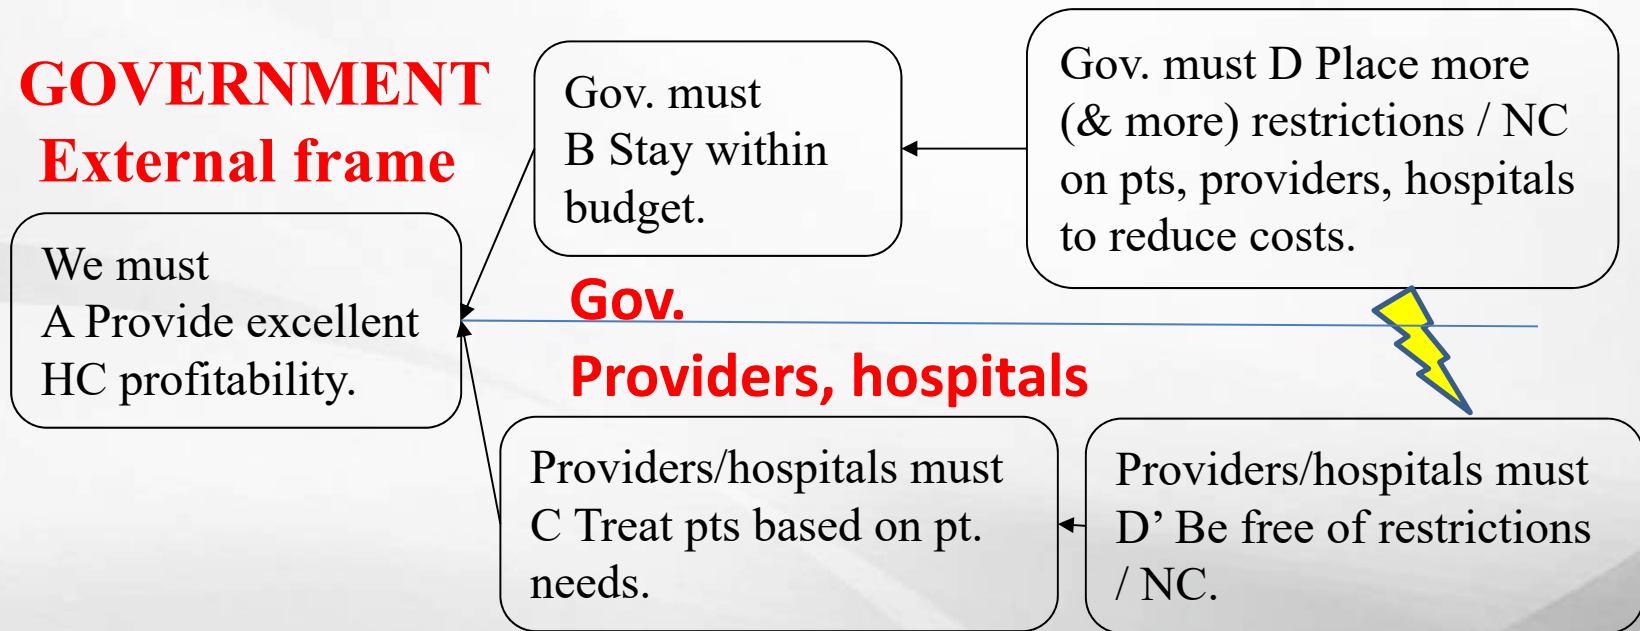 GOVERNMENT
External frame
We must
A Provide excellent
HC profitability.
Gov. must
B Stay within
budget.
Gov. must D Place more
(& more) restrictions / NC
on pts, providers, hospitals
to reduce costs.
Gov.
Providers, hospitals
Providers/hospitals must
C Treat pts based on pt.
needs.
Providers/hospitals must
D’ Be free of restrictions
/ NC.